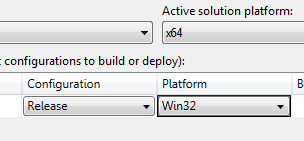 Active solution platform:
x64
configurations to build or deploy):
Configuration Platform B
Release Win32